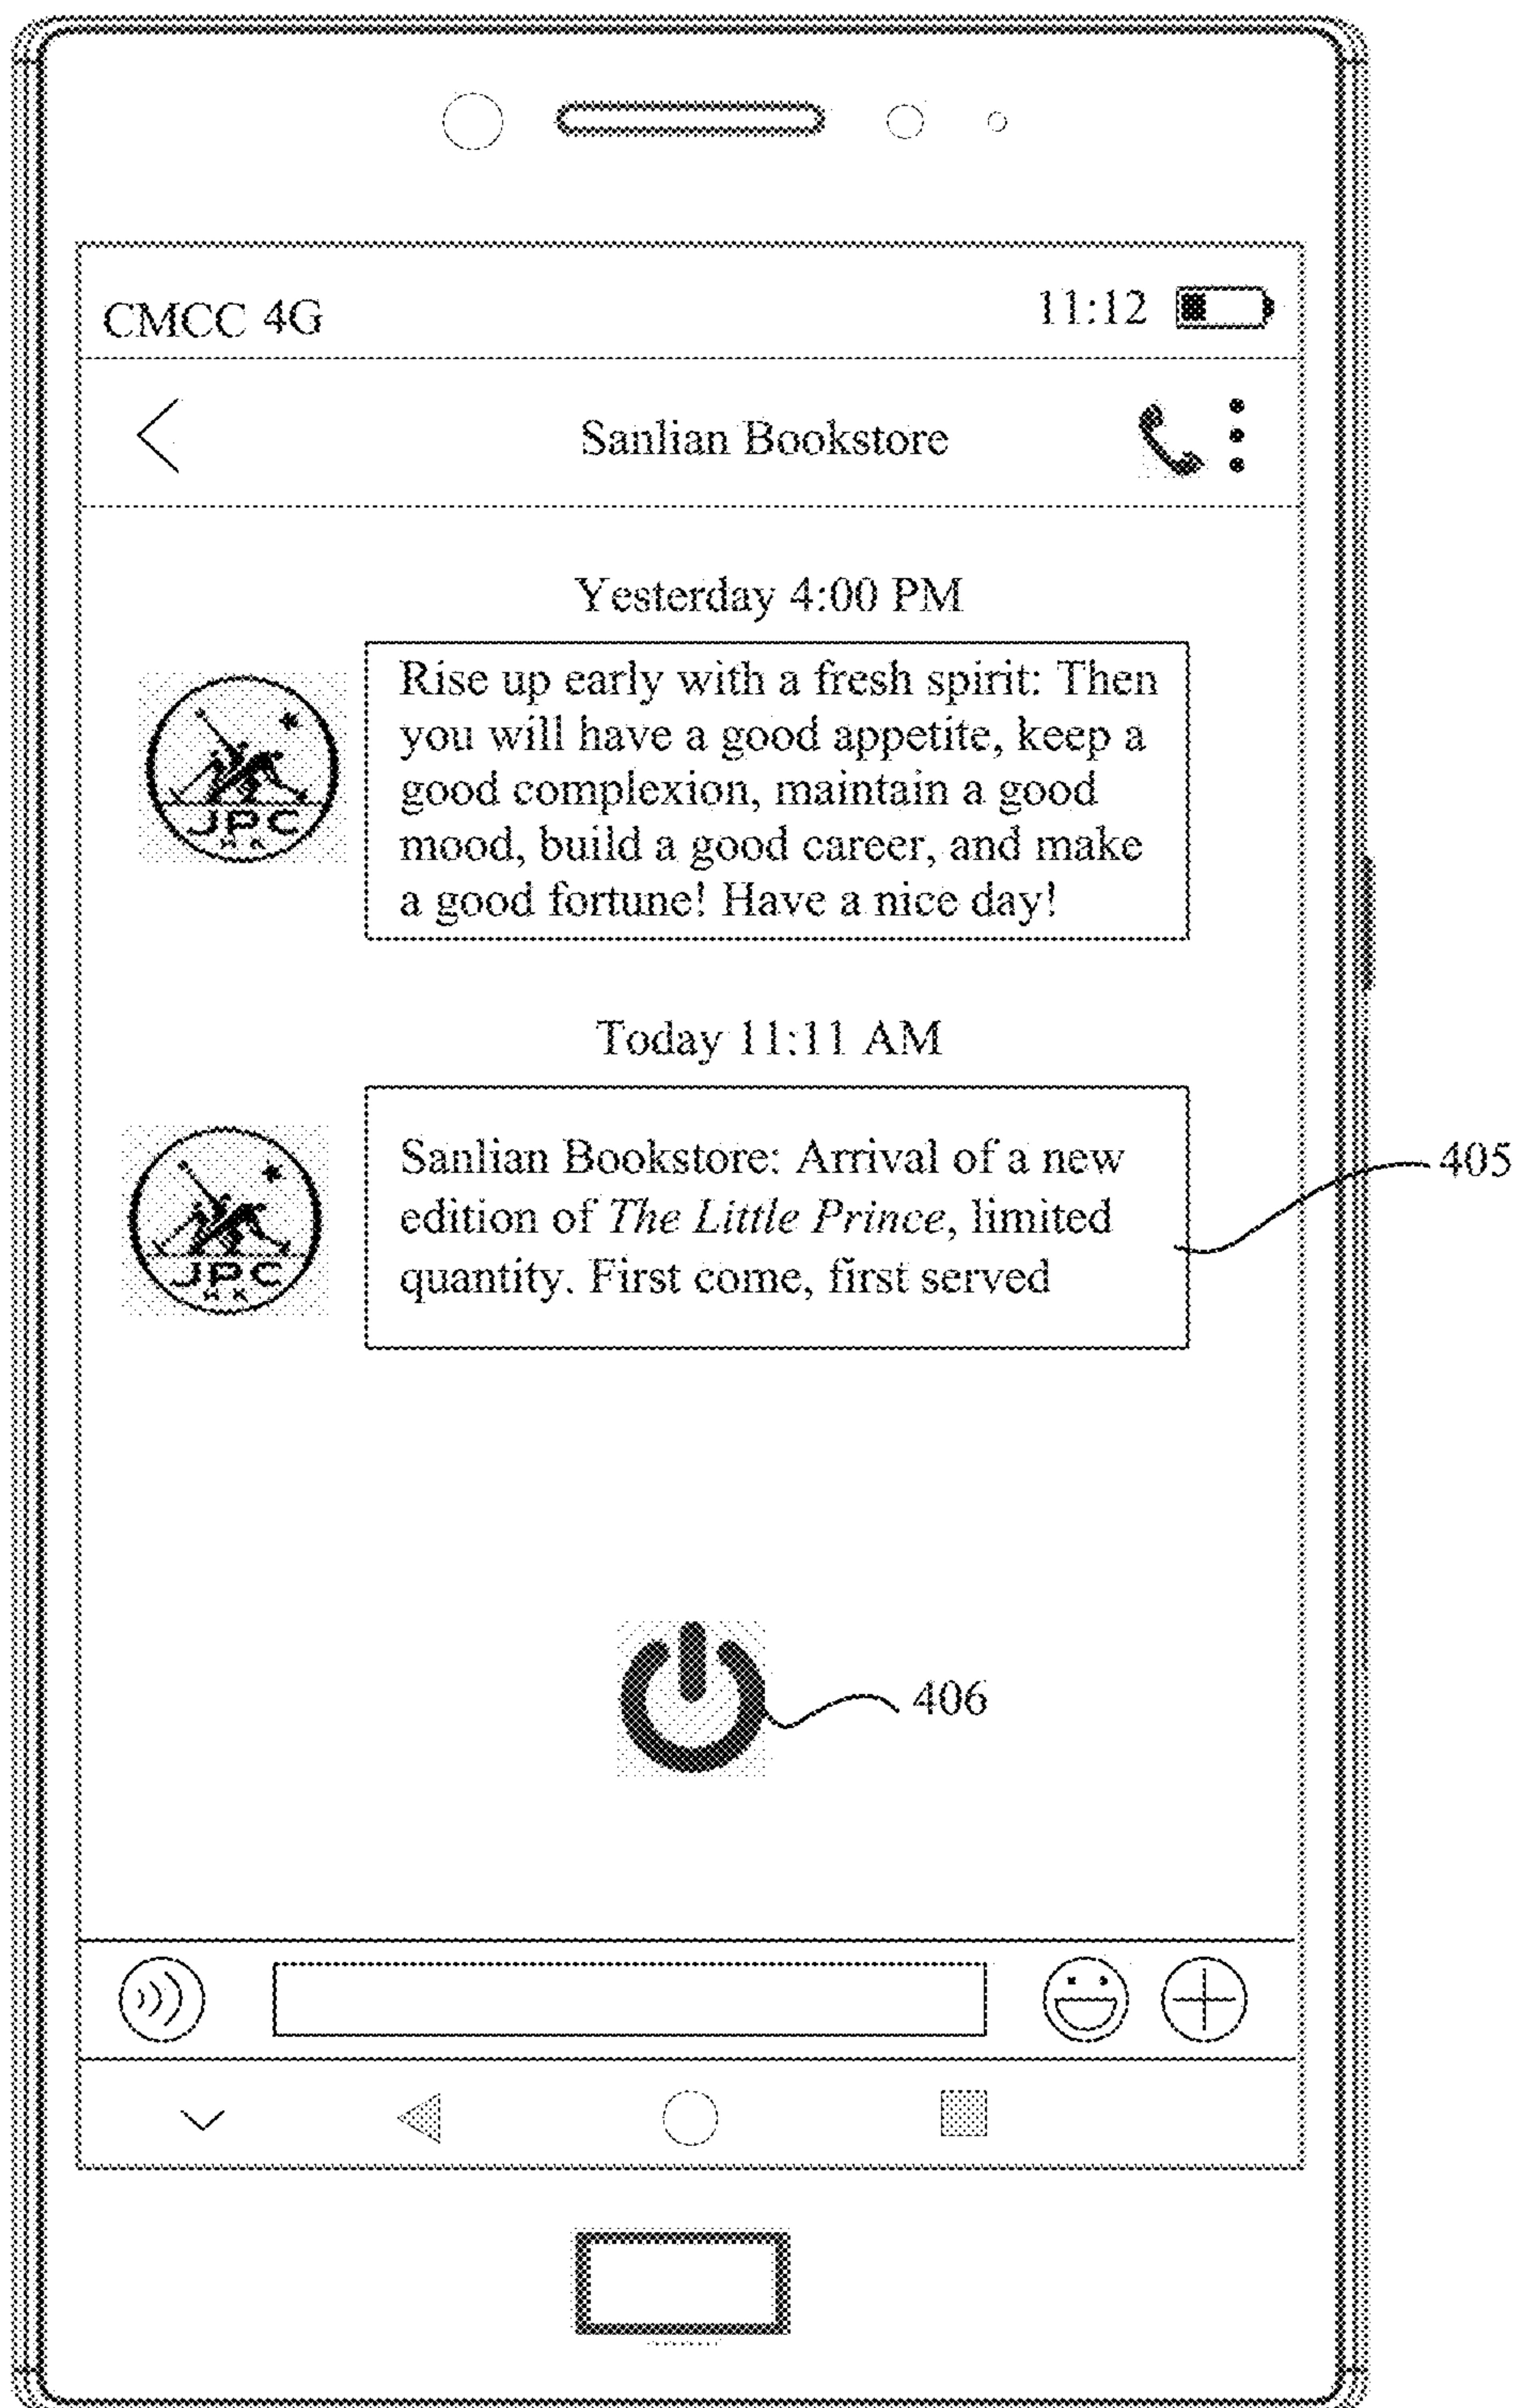 CMCC 4G
11:12
Sanlian Bookstore
Yesterday 4:00 PM
Rise up early with a fresh spirit: Then
you will have a good appetite, keep a
good complexion, maintain a good
mood, build a good career, and make
a good fortune! Have a nice day!
JPC
Today 11:11 AM
Sanlian Bookstore: Arrival of a new
edition of The Little Prince, limited
quantity. First come, first served
JPC
405
406